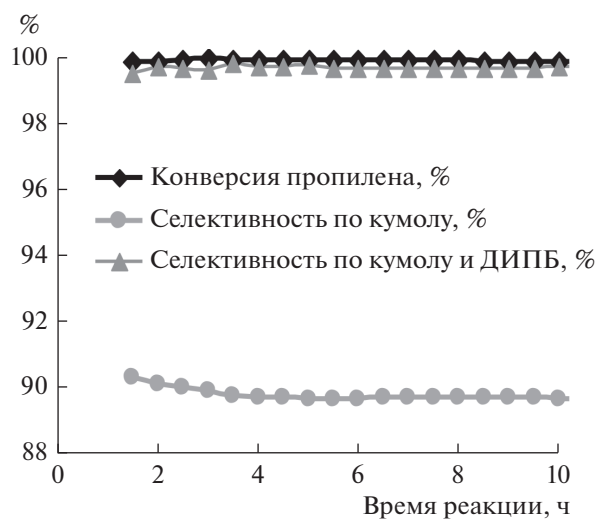 %
100
98
96
94
92
90
88
Конверсия пропилена, %
Селективность по кумолу, %
Селективность по кумолу и ДИПБ, %
0 2 4 6 8 10
Время реакции, ч